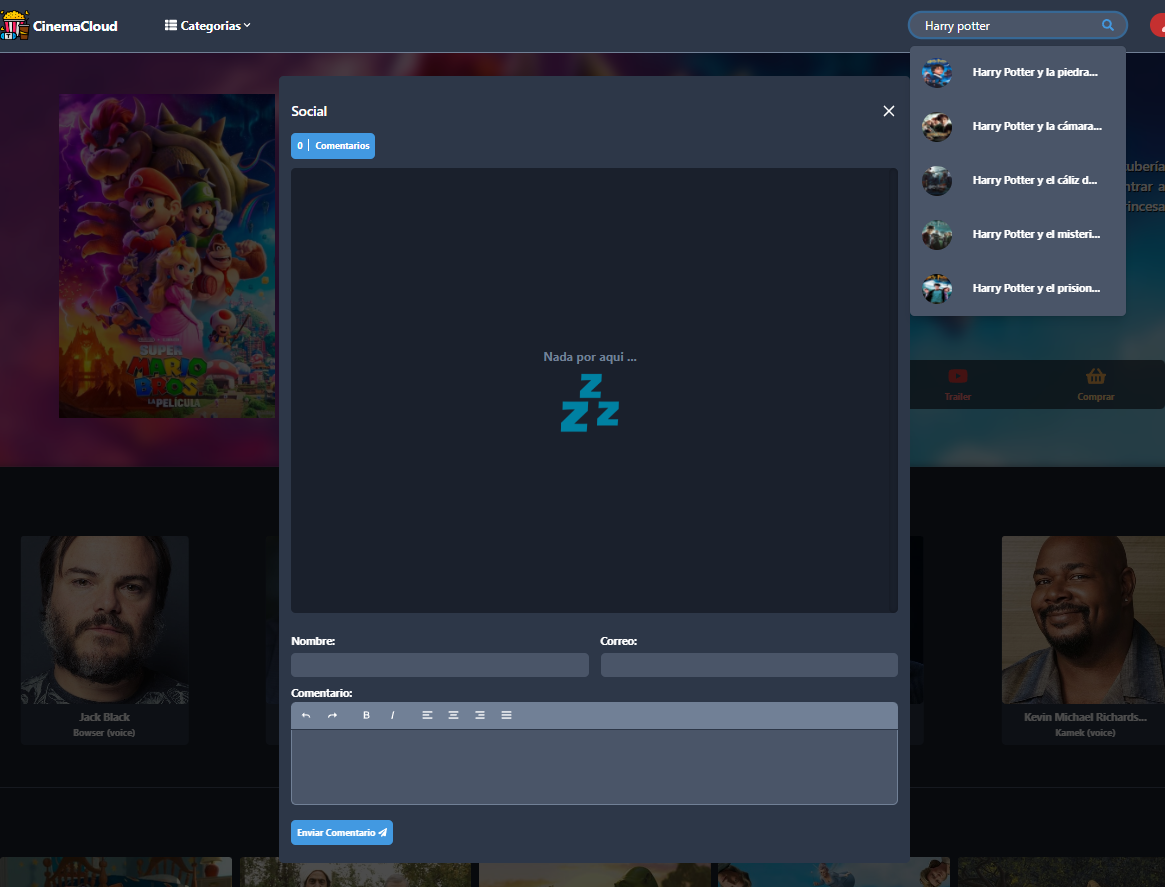 CinemaCloud
Categorias
Harry potter
Harry Potter y la piedra...
Harry Potter y la cámara...
Harry Potter y el cáliz d...
Harry Potter y el misteri...
Harry Potter y el prision...
Social
0 | Comentarios
Nada por aqui ...
Z
Z Z
SUPER
MARIO
BROS
LA PELÍCULA
ubería
ntrar a
rincesa
Trailer
Comprar
Nombre:
Correo:
Comentario:
B I
Enviar Comentario
Jack Black
Bowser (voice)
Kevin Michael Richards...
Kamek (voice)